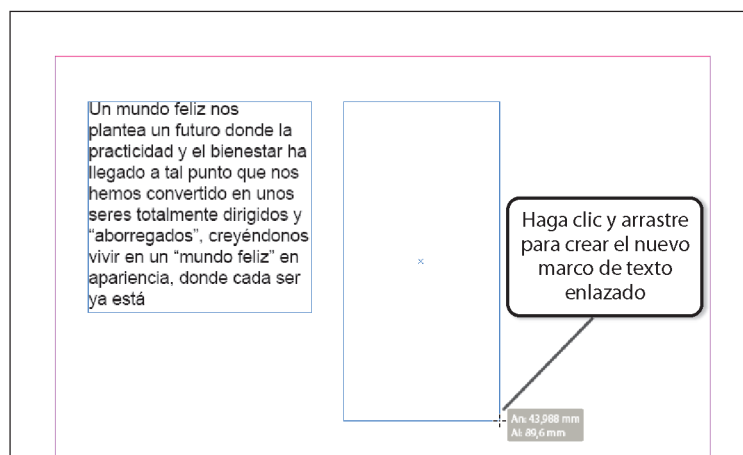 Un mundo feliz nos
plantea un futuro donde la
practicidad y el bienestar ha
llegado a tal punto que nos
hemos convertido en unos
seres totalmente dirigidos y
“aborregados”, creyéndonos
vivir en un “mundo feliz” en
apariencia, donde cada ser
ya está
Haga clic y arrastre
para crear el nuevo
marco de texto
enlazado
An: 43,988 mm
Al: 89,6 mm